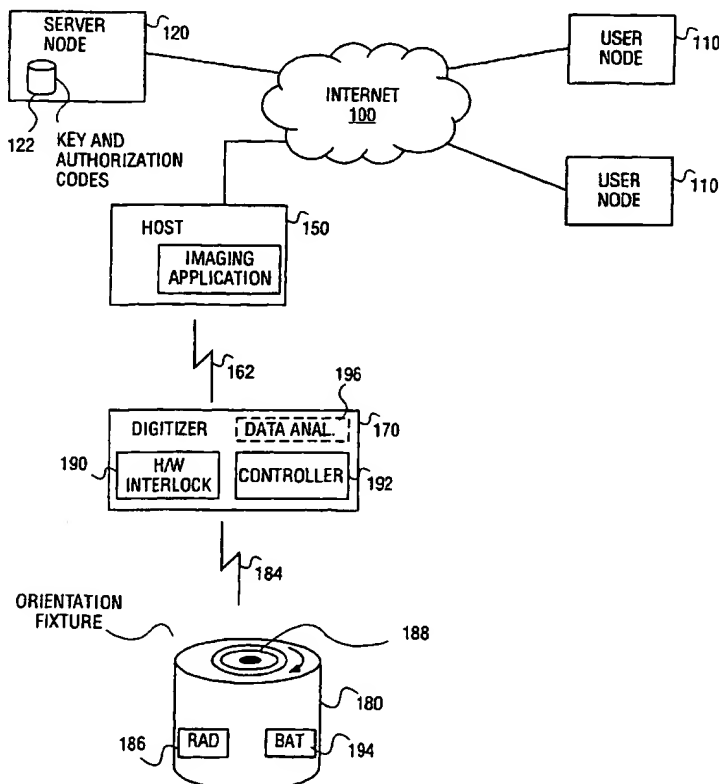 SERVER
NODE
120
122
KEY AND
AUTHORIZATION
CODES
INTERNET
100
USER
NODE
110
USER
NODE
110
HOST
150
IMAGING
APPLICATION
162
196
DIGITIZER
DATA ANAL.
170
190
H/W
INTERLOCK
CONTROLLER
192
184
ORIENTATION
FIXTURE
188
180
186
RAD
BAT
194